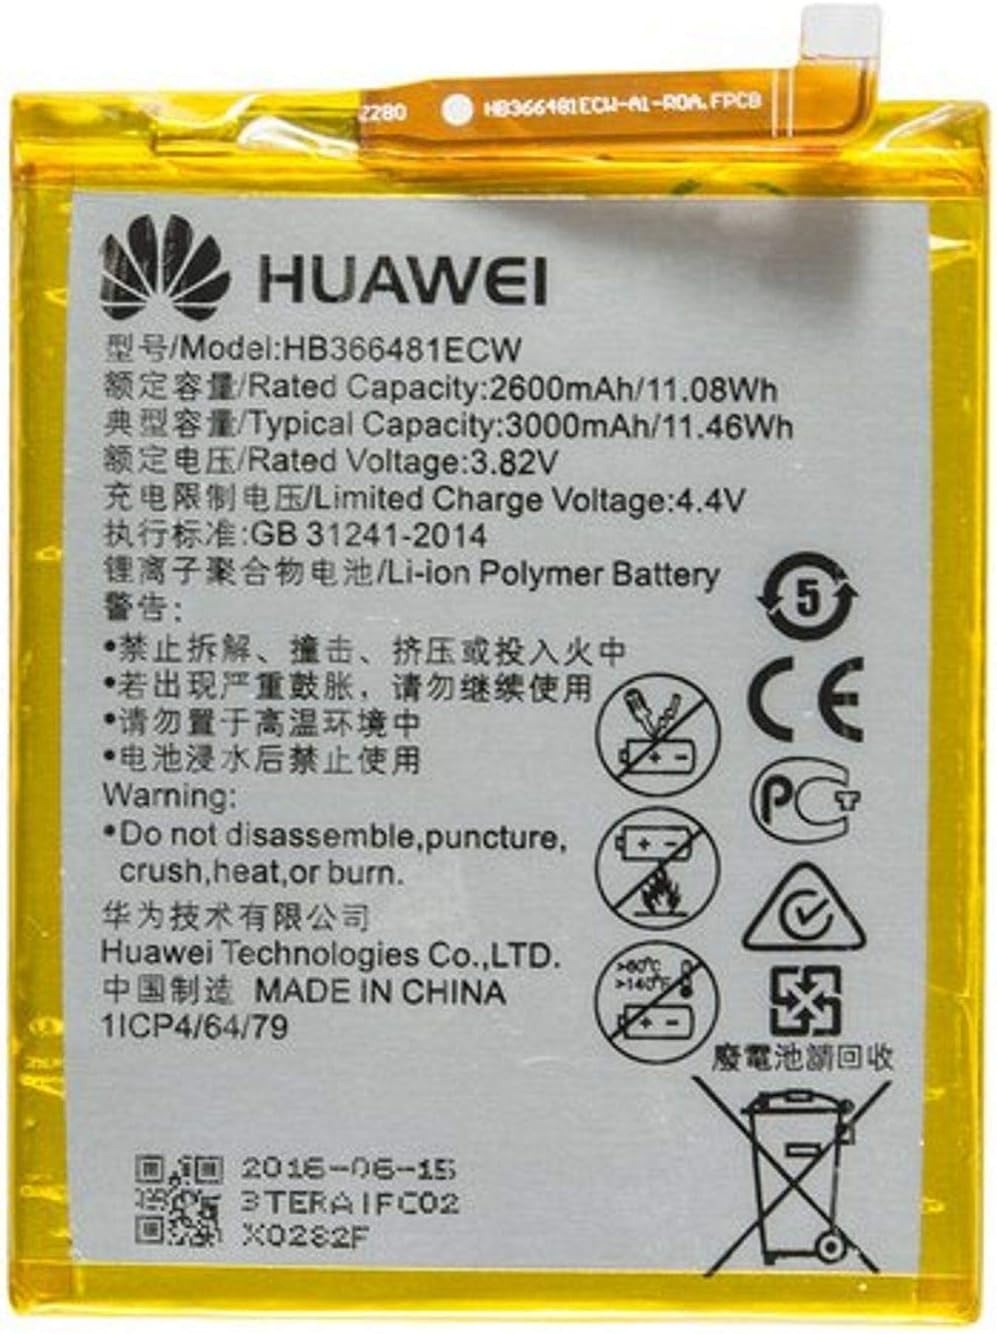 2280 HB366481ECW-A1-R0A.FPCB
HUAWEI
型号/Model:HB366481ECW
额定容量/Rated Capacity:2600mAh/11.08Wh
典型容量/Typical Capacity:3000mAh/11.46Wh
额定电压/Rated Voltage:3.82V
充电限制电压/Limited Charge Voltage:4.4V
执行标准:GB 31241-2014
锂离子聚合物电池/Li-ion Polymer Battery
警告:
•禁止拆解、撞击、挤压或投入火中
•若出现严重鼓胀，请勿继续使用
•请勿置于高温环境中
•电池浸水后禁止使用
Warning:
•Do not disassemble,puncture,
crush,heat,or burn.
华为技术有限公司
Huawei Technologies Co.,LTD.
中国制造 MADE IN CHINA
1ICP4/64/79
5
CE
PCT
>60°C
>140°F
廢電池請回收
2016-06-15
3TERAIFC02
X0282F